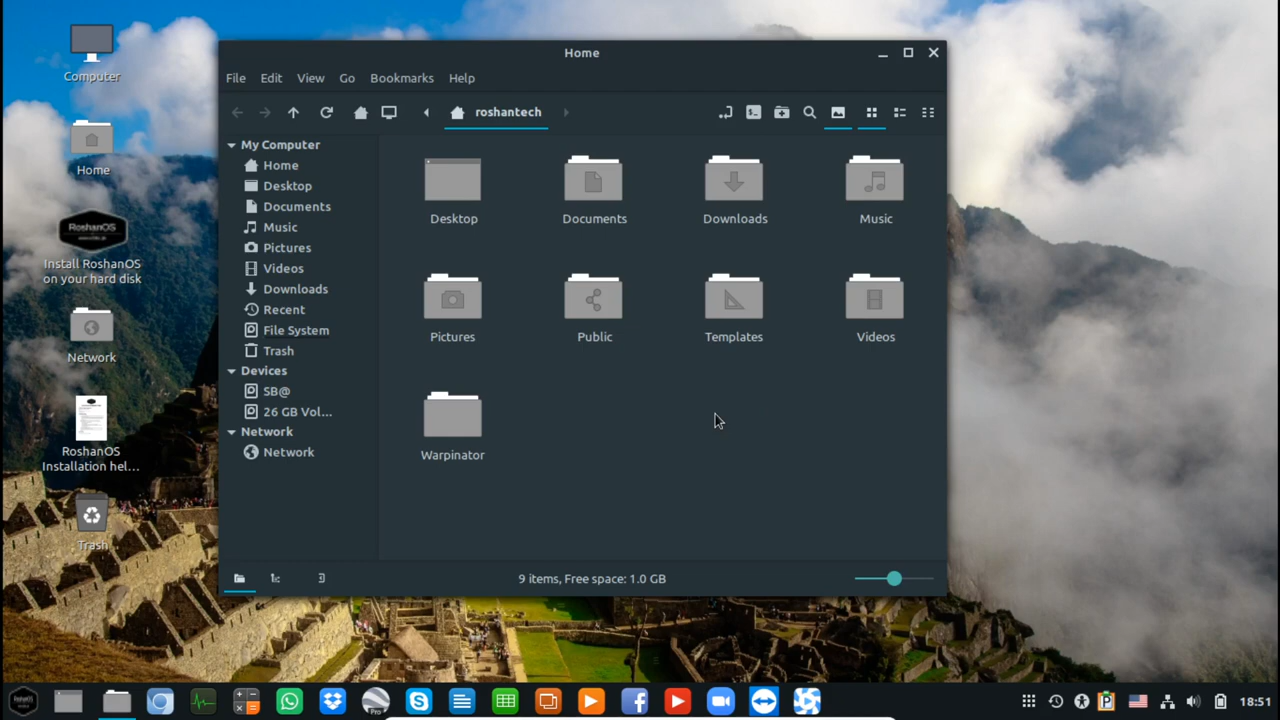 Computer
Home
RoshanOS
Install RoshanOS
on your hard disk
Network
RoshanOS
Installation hel...
Trash
Home
File Edit View Go Bookmarks Help
roshantech
My Computer
Home
Desktop
Documents
Music
Pictures
Videos
Downloads
Recent
File System
Trash
Devices
SB@
26 GB Vol...
Network
Network
Desktop Documents Downloads Music
Pictures Public Templates Videos
Warpinator
9 items, Free space: 1.0 GB
Pro
18:51